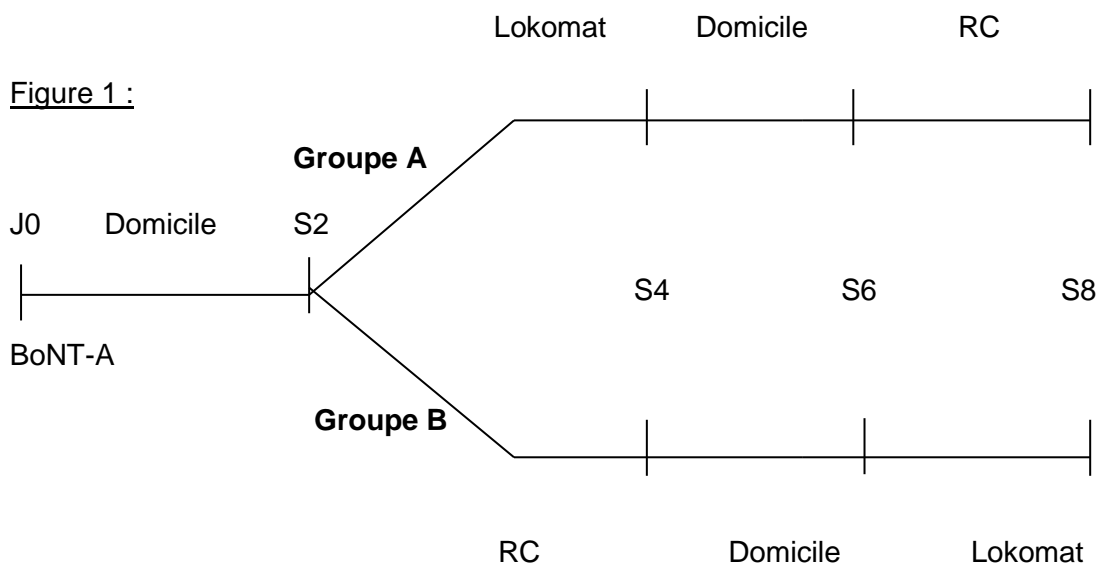 Lokomat Domicile RC
Figure 1 :
Groupe A
J0 Domicile S2
S4 S6 S8
BoNT-A
Groupe B
RC Domicile Lokomat